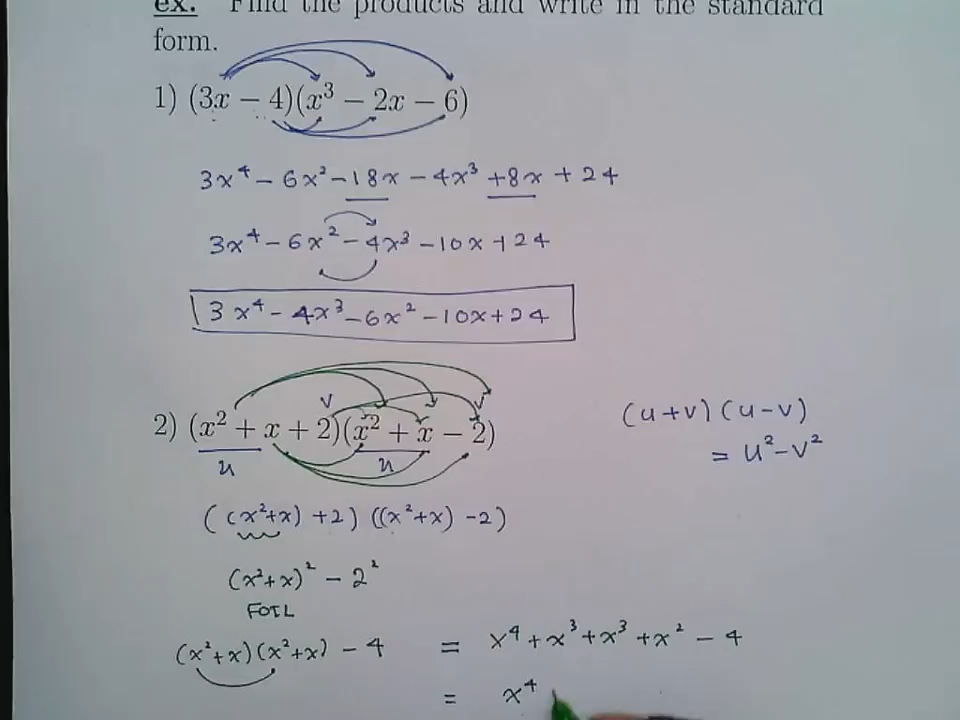 ex. Find the products and write in the standard
form.
1) (3x − 4)(x³ − 2x − 6)
3x⁴ − 6x² − 18x − 4x³ + 8x + 24
3x⁴ − 6x² − 4x³ − 10x + 24
3x⁴ − 4x³ − 6x² − 10x + 24
v v
2) (x² + x + 2)(x² + x − 2)
u u
(u+v)(u−v)
= u² − v²
((x²+x) + 2) ((x²+x) − 2)
(x²+x)² − 2²
FOIL
(x²+x)(x²+x) − 4 = x⁴ + x³ + x³ + x² − 4
= x⁴